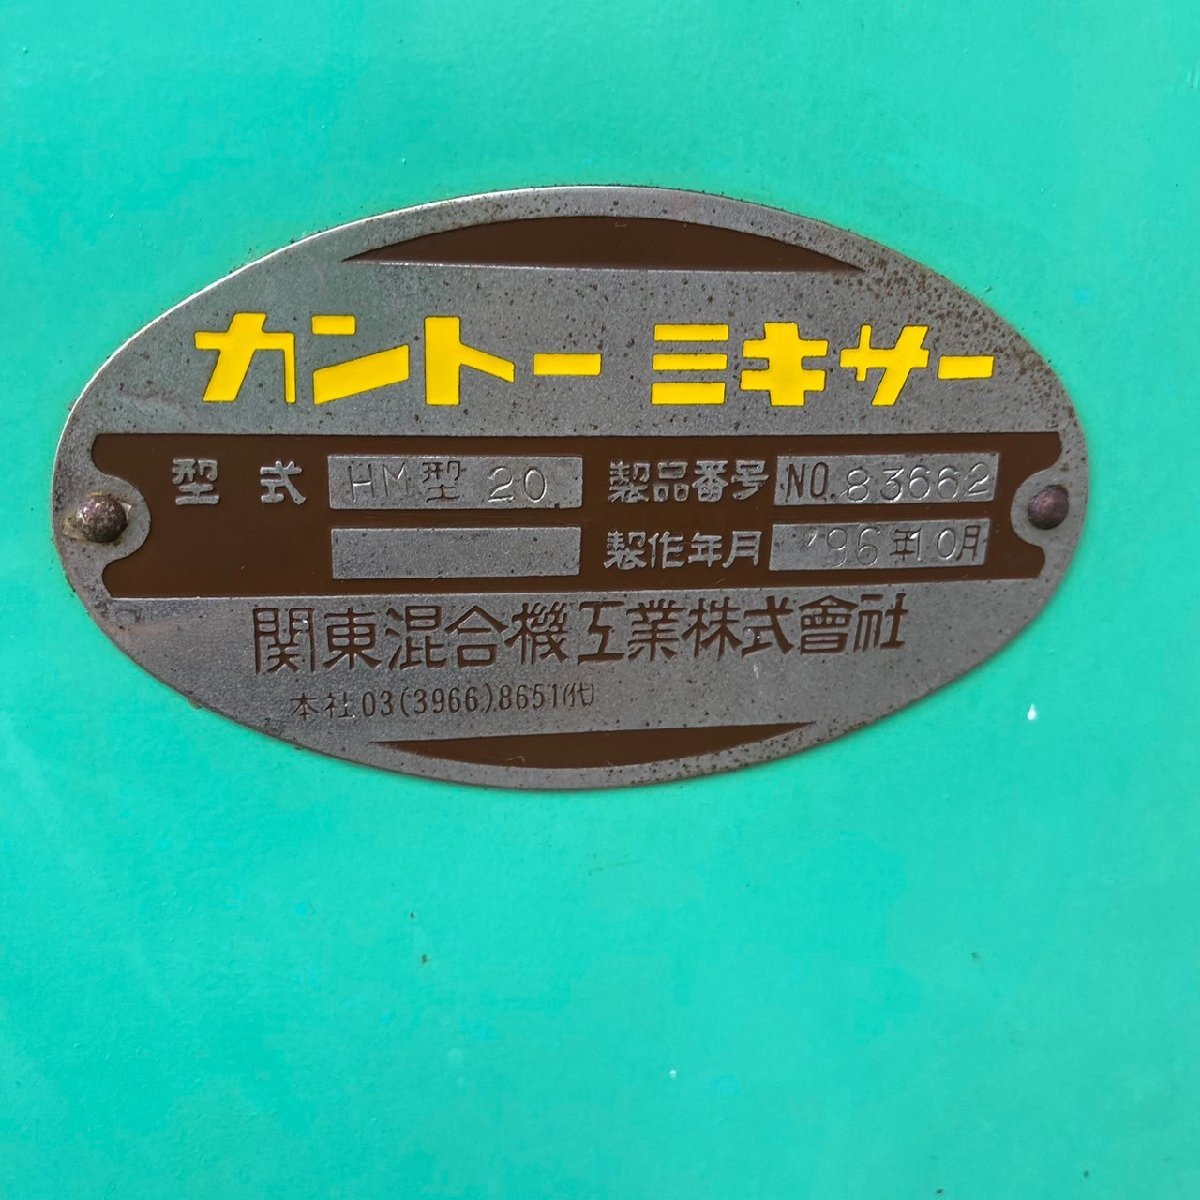 カントー ミキサー
型式 HM型 20 製品番号 NO. 83662
製作年月 '96年10月
関東混合機工業株式會社
本社 03(3966)8651(代)